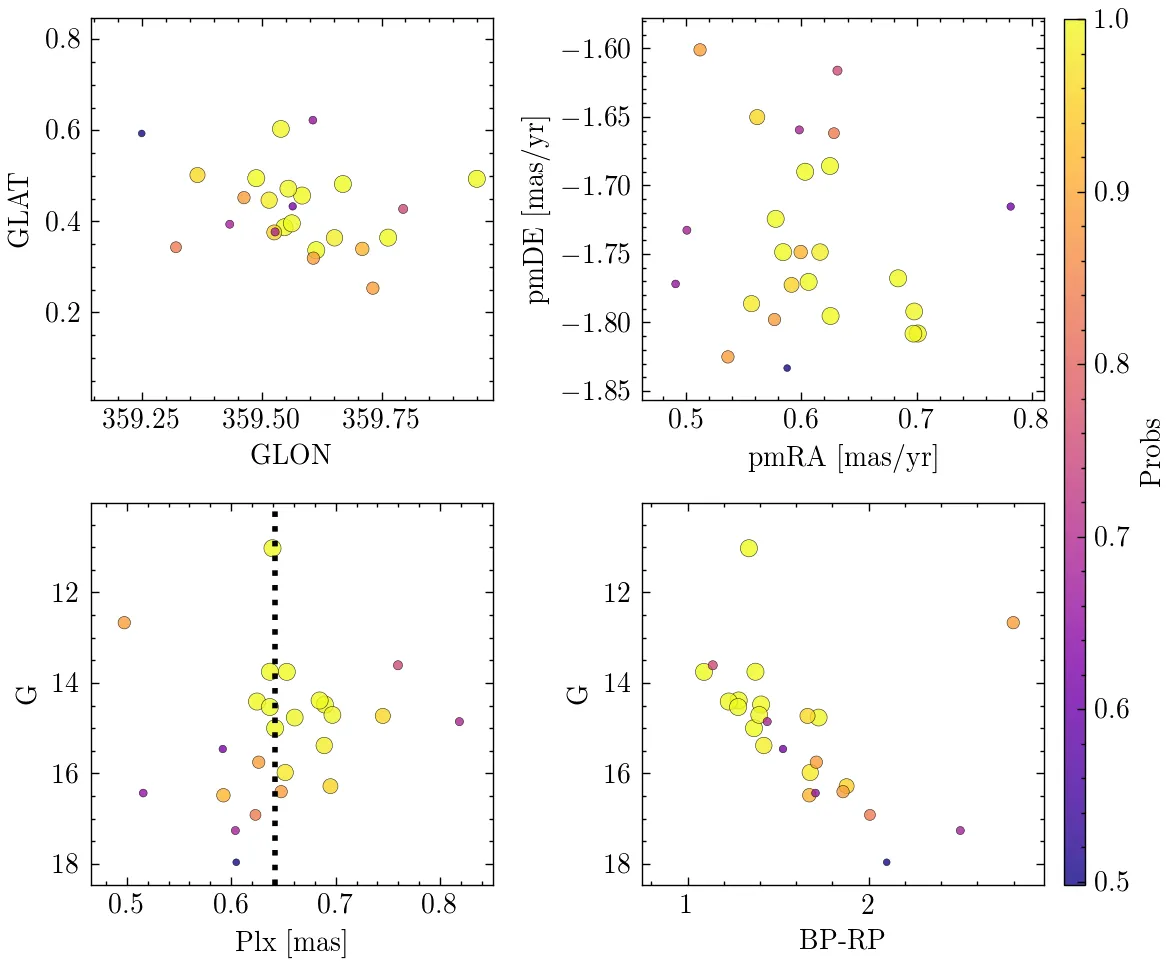 0.8
0.6
0.4
0.2
GLAT
359.25 359.50 359.75
GLON
−1.60
−1.65
−1.70
−1.75
−1.80
−1.85
pmDE [mas/yr]
0.5 0.6 0.7 0.8
pmRA [mas/yr]
12
14
16
18
G
0.5 0.6 0.7 0.8
Plx [mas]
12
14
16
18
G
1 2
BP-RP
1.0
0.9
0.8
0.7
0.6
0.5
Probs